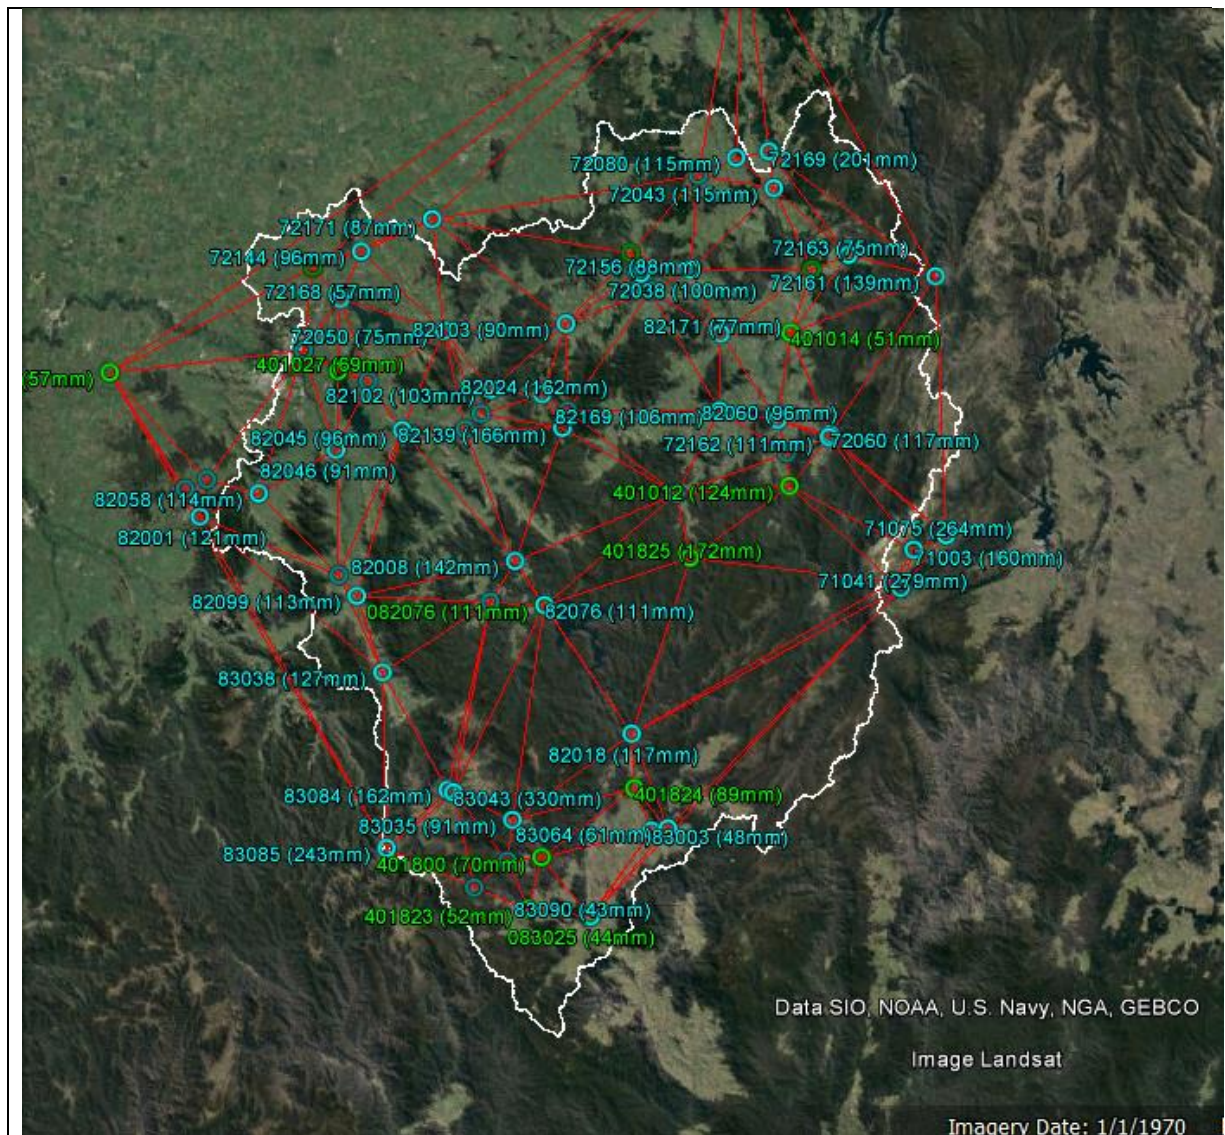 72080 (115mm)
72169 (201mm)
72043 (115mm)
72171 (87mm)
72144 (96mm)
72163 (75mm)
72156 (88mm)
72161 (139mm)
72038 (100mm)
72168 (57mm)
72050 (75mm)
82103 (90mm)
82171 (77mm)
401014 (51mm)
401027 (69mm)
(57mm)
82102 (103mm)
82024 (162mm)
82169 (106mm)
82060 (96mm)
82045 (96mm)
82139 (166mm)
72162 (111mm)
72060 (117mm)
82046 (91mm)
82058 (114mm)
401012 (124mm)
82001 (121mm)
71075 (264mm)
401825 (172mm)
71003 (160mm)
82008 (142mm)
71041 (279mm)
82099 (113mm)
082076 (111mm)
82076 (111mm)
83038 (127mm)
82018 (117mm)
83084 (162mm)
83043 (330mm)
401824 (89mm)
83035 (91mm)
83064 (61mm)
83003 (48mm)
83085 (243mm)
401800 (70mm)
401823 (52mm)
83090 (43mm)
083025 (44mm)
Data SIO, NOAA, U.S. Navy, NGA, GEBCO
Image Landsat
Imagery Date: 1/1/1970